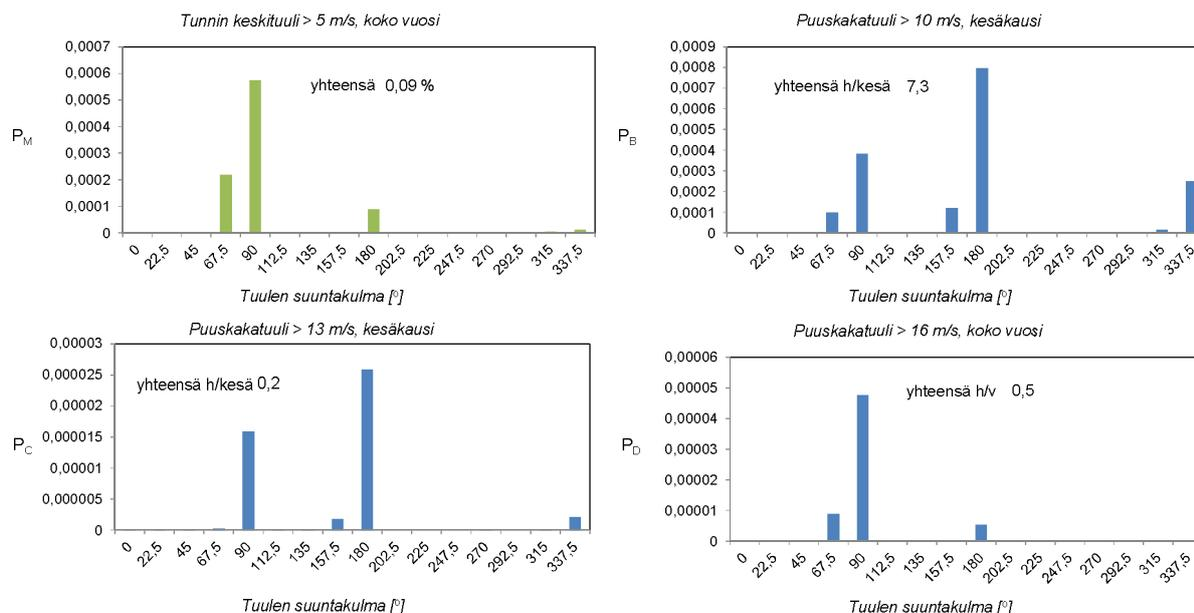 Tunnin keskituuli > 5 m/s, koko vuosi
0,0007
0,0006
0,0005
0,0004
0,0003
0,0002
0,0001
0
P_M
yhteensä 0,09 %
0 22,5 45 67,5 90 112,5 135 157,5 180 202,5 225 247,5 270 292,5 315 337,5
Tuulen suuntakulma [º]
Puuskakatuuli > 10 m/s, kesäkausi
0,0009
0,0008
0,0007
0,0006
0,0005
0,0004
0,0003
0,0002
0,0001
0
P_B
yhteensä h/kesä 7,3
0 22,5 45 67,5 90 112,5 135 157,5 180 202,5 225 247,5 270 292,5 315 337,5
Tuulen suuntakulma [º]
Puuskakatuuli > 13 m/s, kesäkausi
0,00003
0,000025
0,00002
0,000015
0,00001
0,000005
0
P_C
yhteensä h/kesä 0,2
0 22,5 45 67,5 90 112,5 135 157,5 180 202,5 225 247,5 270 292,5 315 337,5
Tuulen suuntakulma [º]
Puuskakatuuli > 16 m/s, koko vuosi
0,00006
0,00005
0,00004
0,00003
0,00002
0,00001
0
P_D
yhteensä h/v 0,5
0 22,5 45 67,5 90 112,5 135 157,5 180 202,5 225 247,5 270 292,5 315 337,5
Tuulen suuntakulma [º]